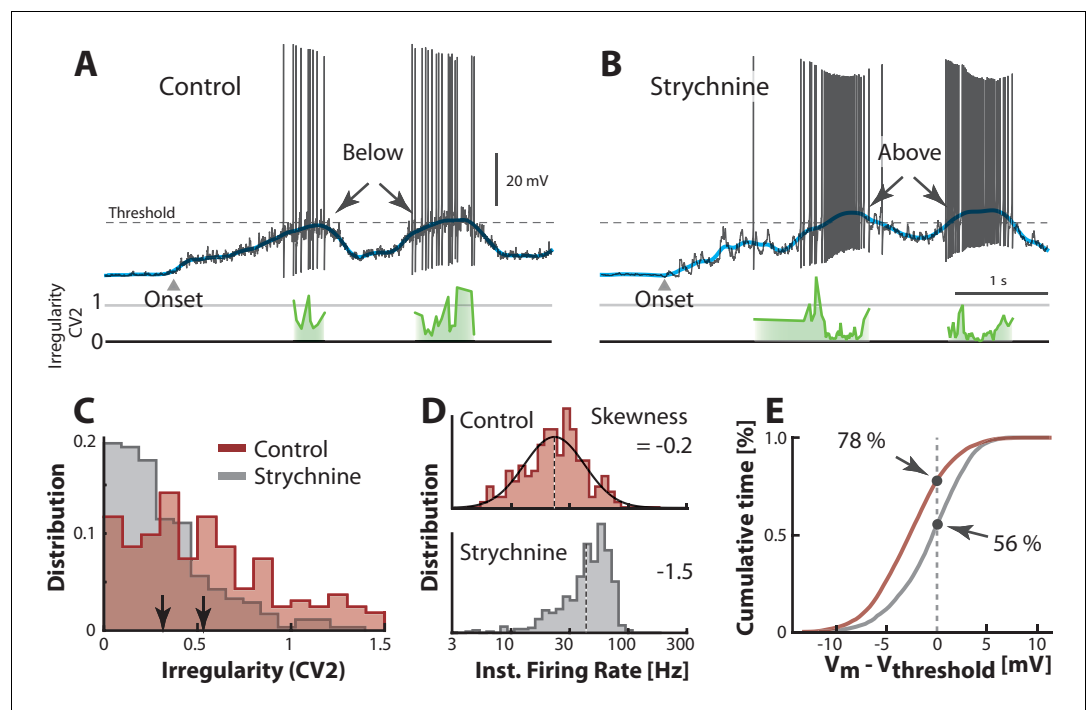 A
Control
Below
20 mV
Threshold
Onset
Irregularity
CV2
1
0
B
Strychnine
Above
Onset
1 s
C
Distribution
0.2
0.1
0
Control
Strychnine
0
0.5
1
1.5
Irregularity (CV2)
D
Distribution
Control
Skewness
= -0.2
Distribution
Strychnine
-1.5
3
10
30
100
300
Inst. Firing Rate [Hz]
E
Cumulative time [%]
1.0
0.5
0
78 %
56 %
-10
-5
0
5
10
Vm - Vthreshold [mV]